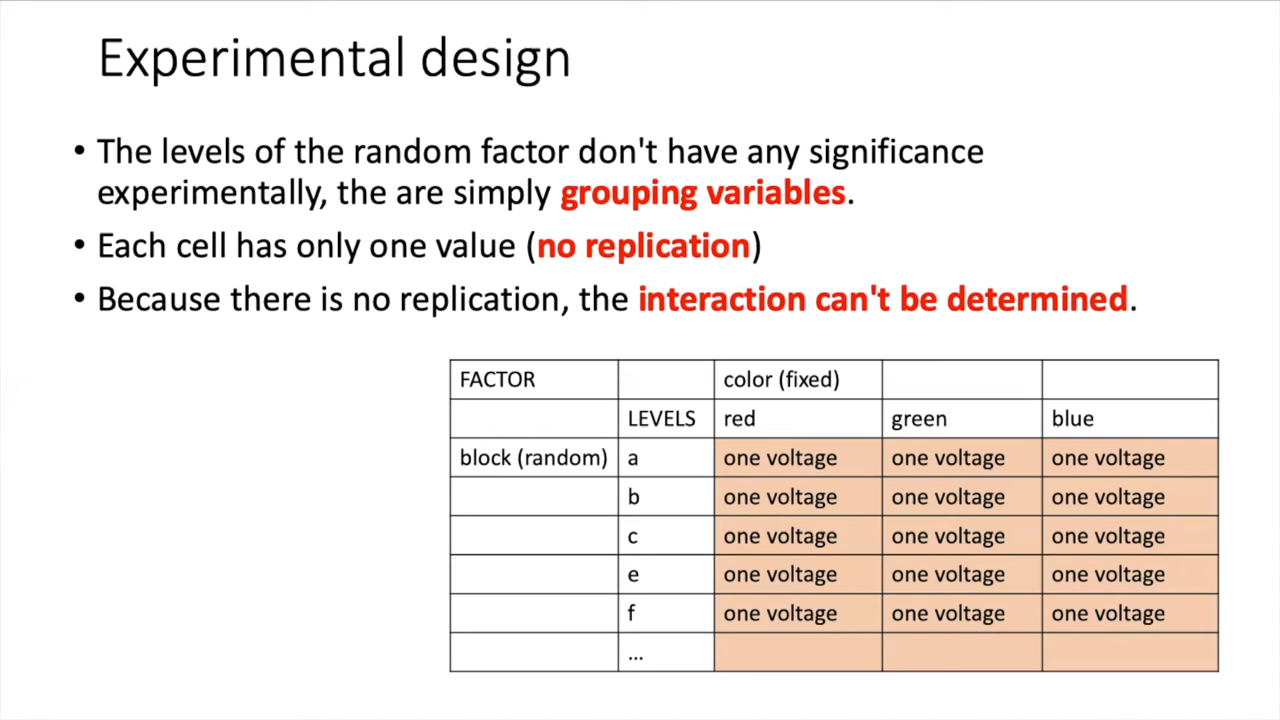 Experimental design
• The levels of the random factor don't have any significance
experimentally, the are simply grouping variables.
• Each cell has only one value (no replication)
• Because there is no replication, the interaction can't be determined.
FACTOR color (fixed)
LEVELS red green blue
block (random) a one voltage one voltage one voltage
b one voltage one voltage one voltage
c one voltage one voltage one voltage
e one voltage one voltage one voltage
f one voltage one voltage one voltage
...